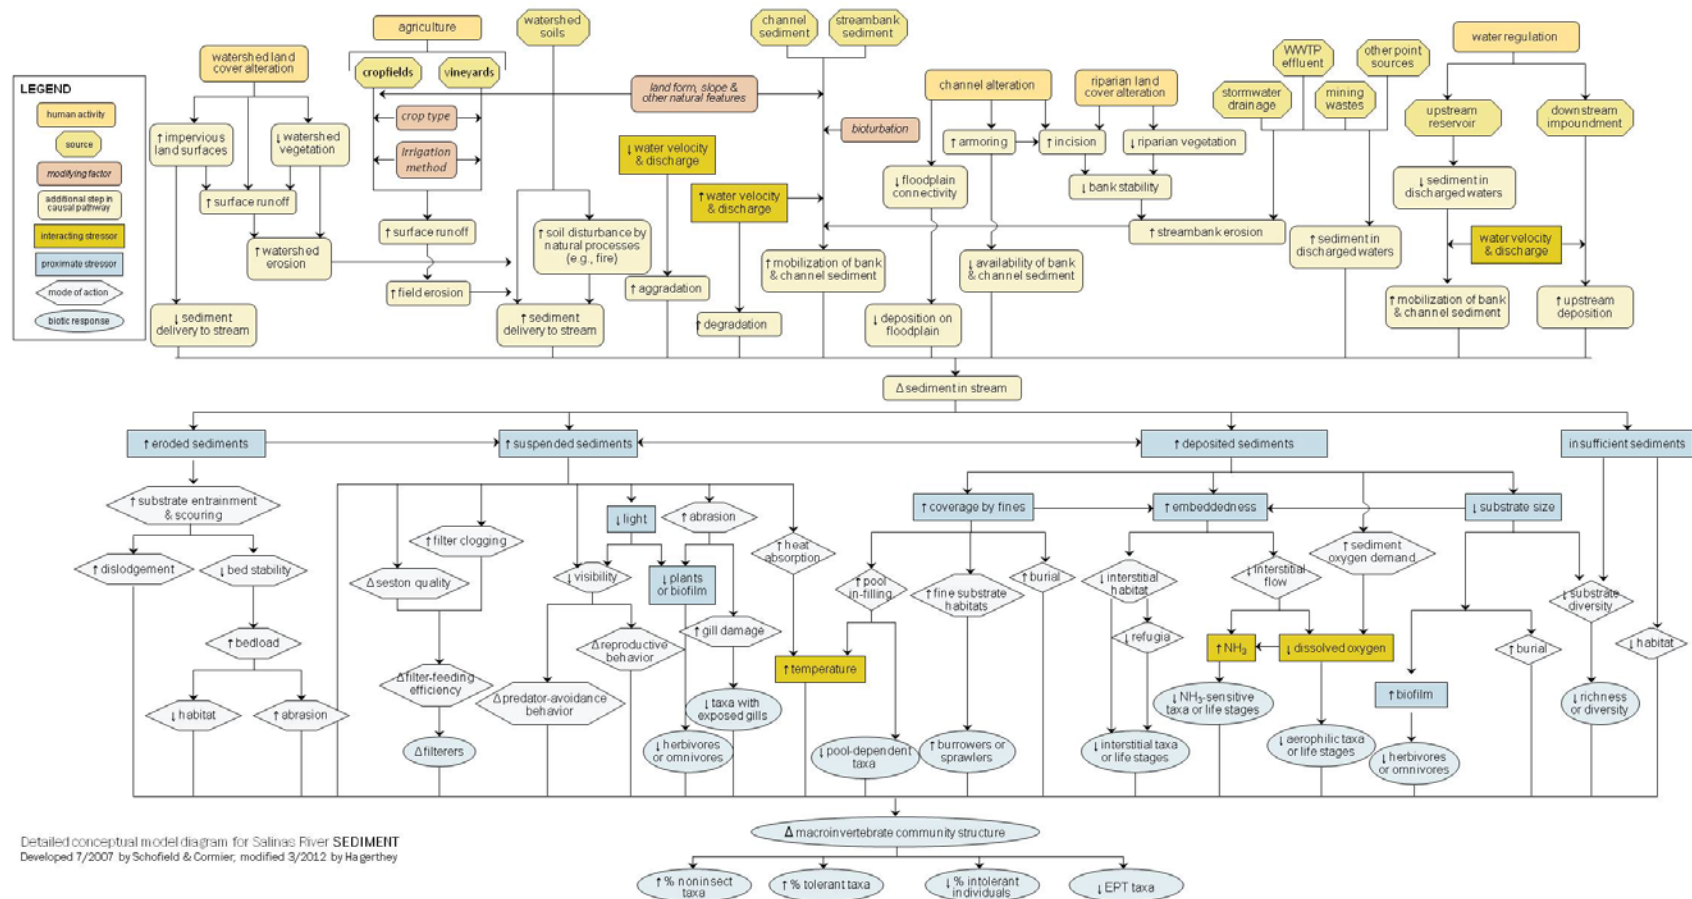 agriculture
watershed
soils
channel
sediment
streambank
sediment
watershed land
cover alteration
cropfields
vineyards
WWTP
effluent
other point
sources
water regulation
LEGEND
human activity
source
modifying factor
additional step in
causal pathway
interacting stressor
proximate stressor
mode of action
biotic response
land form, slope &
other natural features
channel alteration
riparian land
cover alteration
stormwater
drainage
mining
wastes
upstream
reservoir
downstream
impoundment
crop type
bioturbation
↑ impervious
land surfaces
↓ watershed
vegetation
Irrigation
method
↓ water velocity
& discharge
↑ armoring
↑ incision
↓ riparian vegetation
↓ floodplain
connectivity
↓ bank stability
↓ sediment in
discharged waters
↑ surface runoff
↑ water velocity
& discharge
↑ surface runoff
↑ soil disturbance by
natural processes
(e.g., fire)
↑ streambank erosion
↑ watershed
erosion
↑ sediment in
discharged waters
water velocity
& discharge
↑ mobilization of bank
& channel sediment
↓ availability of bank
& channel sediment
↑ field erosion
↑ aggradation
↑ mobilization of bank
& channel sediment
↑ upstream
deposition
↓ sediment
delivery to stream
↑ sediment
delivery to stream
↑ degradation
↓ deposition on
floodplain
Δ sediment in stream
↑ eroded sediments
↑ suspended sediments
↑ deposited sediments
insufficient sediments
↑ substrate entrainment
& scouring
↓ light
↑ abrasion
↑ coverage by fines
↑ embeddedness
↓ substrate size
↑ filter clogging
↑ heat
absorption
↑ sediment
oxygen demand
↑ dislodgement
↓ bed stability
Δ seston quality
↓ visibility
↓ plants
or biofilm
↑ pool
in-filling
↑ fine substrate
habitats
↑ burial
↓ interstitial
habitat
↓ interstitial
flow
↓ substrate
diversity
↑ bedload
↑ gill damage
Δ reproductive
behavior
↓ refugia
↑ NH₃
↓ dissolved oxygen
↑ burial
↓ habitat
↑ temperature
Δ filter-feeding
efficiency
Δ predator-avoidance
behavior
↓ taxa with
exposed gills
↓ NH₃-sensitive
taxa or life stages
↑ biofilm
↓ richness
or diversity
↓ habitat
↑ abrasion
Δ filterers
↓ herbivores
or omnivores
↓ pool-dependent
taxa
↑ burrowers or
sprawlers
↓ interstitial taxa
or life stages
↓ aerophilic taxa
or life stages
↓ herbivores
or omnivores
Δ macroinvertebrate community structure
Detailed conceptual model diagram for Salinas River SEDIMENT
Developed 7/2007 by Schofield & Cormier; modified 3/2012 by Hagerthey
↑ % noninsect
taxa
↑ % tolerant taxa
↓ % intolerant
individuals
↓ EPT taxa